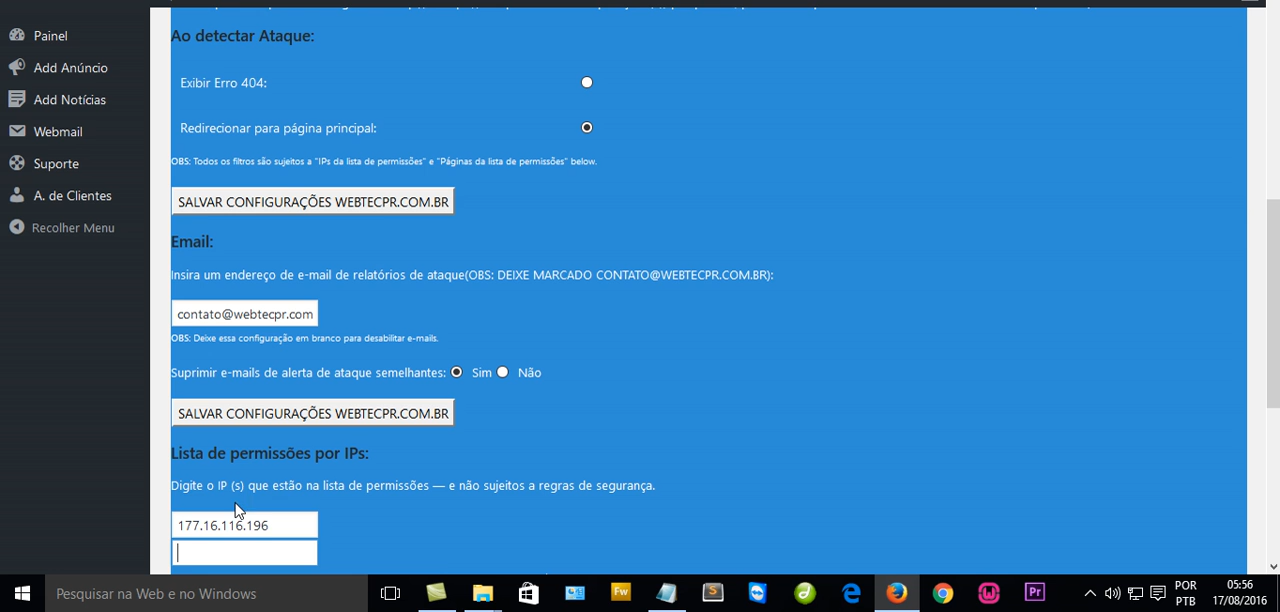 Painel
Add Anúncio
Add Notícias
Webmail
Suporte
A. de Clientes
Recolher Menu
Ao detectar Ataque:
Exibir Erro 404:
Redirecionar para página principal:
OBS: Todos os filtros são sujeitos a "IPs da lista de permissões" e "Páginas da lista de permissões" below.
SALVAR CONFIGURAÇÕES WEBTECPR.COM.BR
Email:
Insira um endereço de e-mail de relatórios de ataque(OBS: DEIXE MARCADO CONTATO@WEBTECPR.COM.BR):
contato@webtecpr.com
OBS: Deixe essa configuração em branco para desabilitar e-mails.
Suprimir e-mails de alerta de ataque semelhantes: Sim Não
SALVAR CONFIGURAÇÕES WEBTECPR.COM.BR
Lista de permissões por IPs:
Digite o IP (s) que estão na lista de permissões — e não sujeitos a regras de segurança.
177.16.116.196
Pesquisar na Web e no Windows
Fw
S
W
Pr
POR
PTB
05:56
17/08/2016